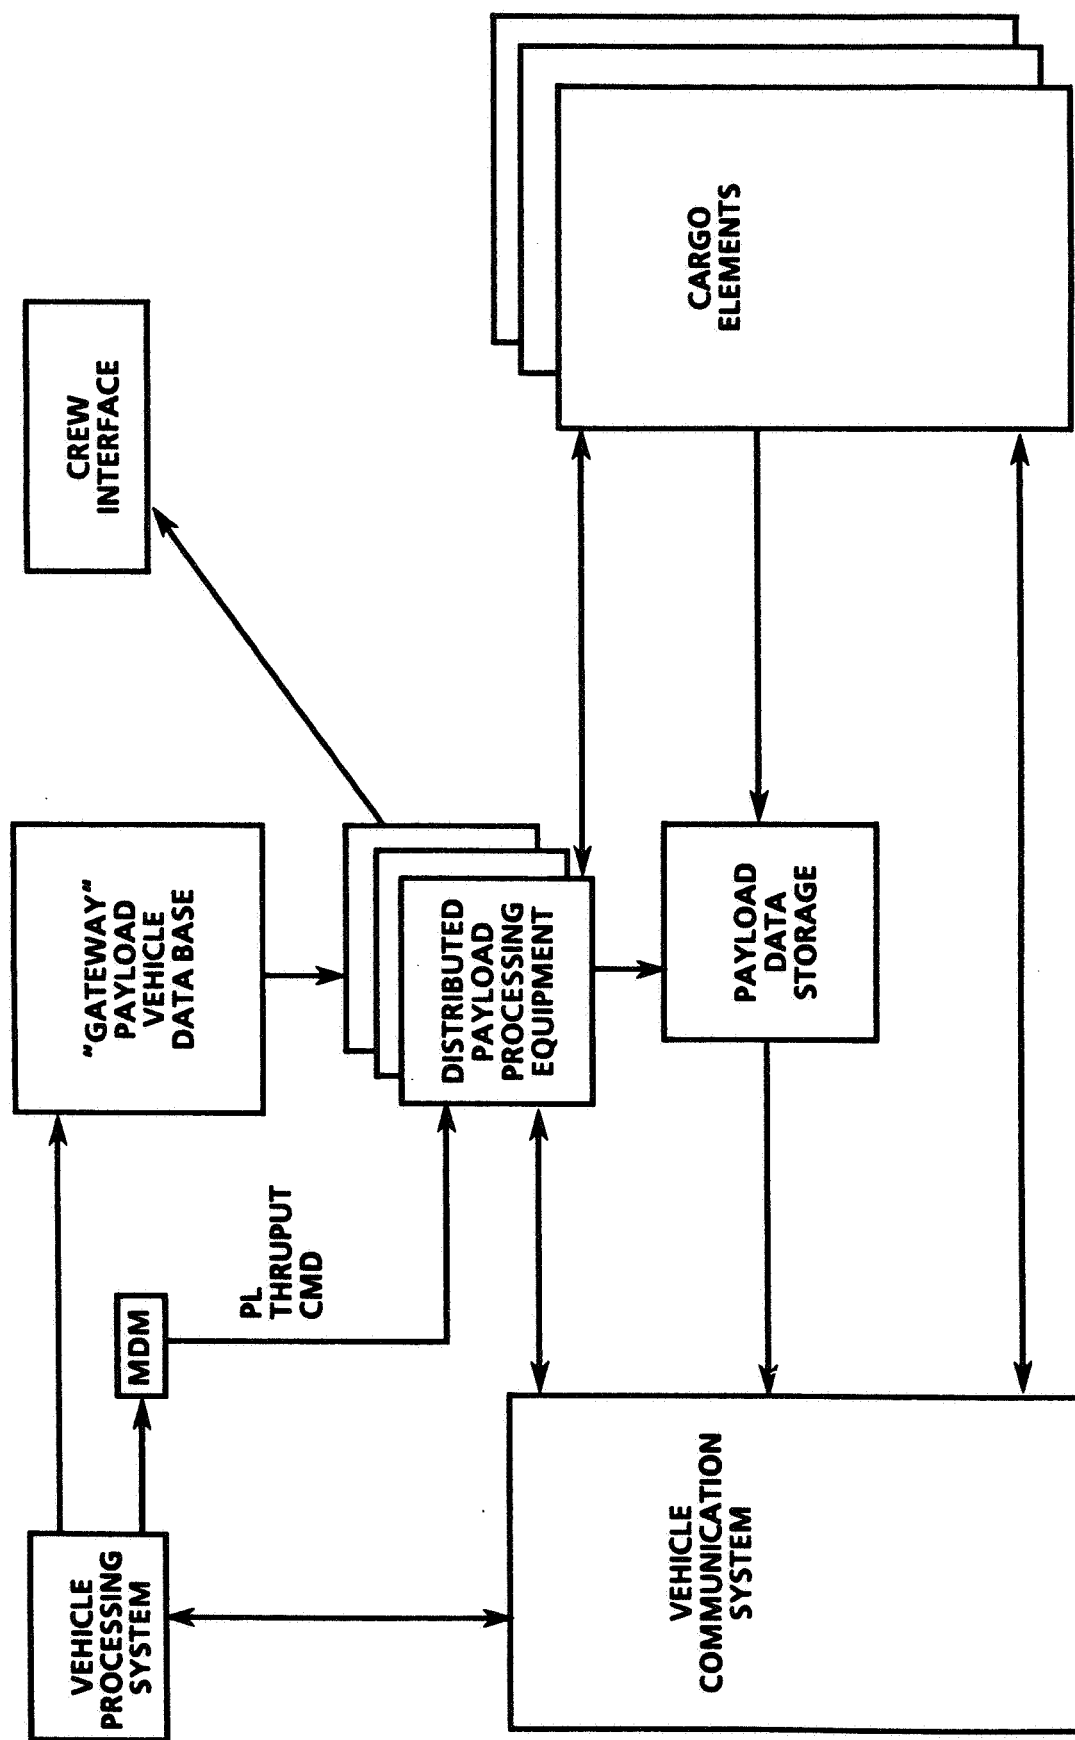 VEHICLE
PROCESSING
SYSTEM
MDM
PL
THRUPUT
CMD
"GATEWAY"
PAYLOAD
VEHICLE
DATA BASE
CREW
INTERFACE
DISTRIBUTED
PAYLOAD
PROCESSING
EQUIPMENT
VEHICLE
COMMUNICATION
SYSTEM
PAYLOAD
DATA
STORAGE
CARGO
ELEMENTS